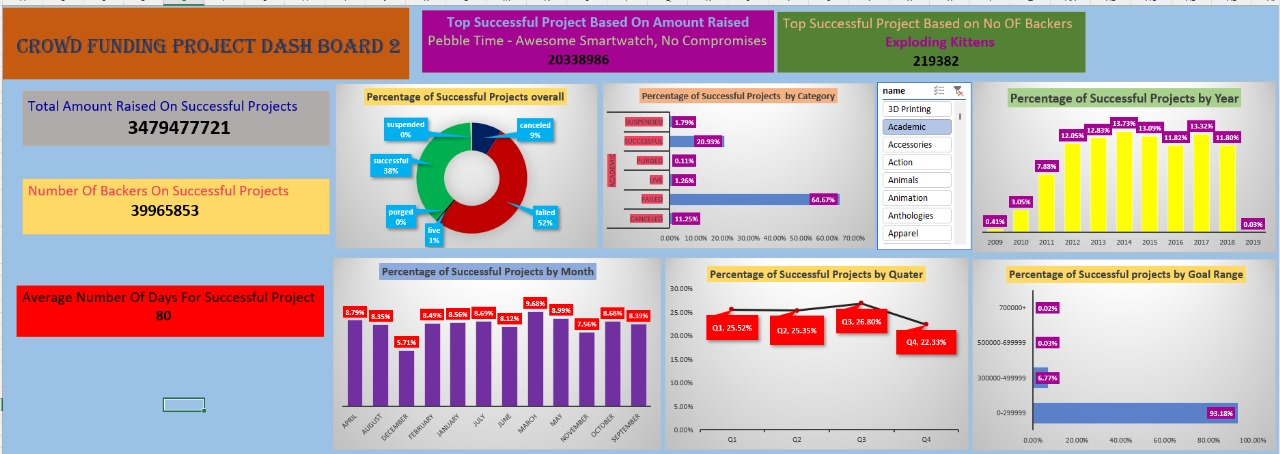 CROWD FUNDING PROJECT DASH BOARD 2
Top Successful Project Based On Amount Raised
Pebble Time - Awesome Smartwatch, No Compromises
20338986
Top Successful Project Based on No OF Backers
Exploding Kittens
219382
Total Amount Raised On Successful Projects
3479477721
Number Of Backers On Successful Projects
39965853
Average Number Of Days For Successful Project
80
Percentage of Successful Projects overall
suspended
0%
canceled
9%
successful
38%
purged
0%
live
1%
failed
52%
Percentage of Successful Projects by Category
ACADEMIC
SUSPENDED
1.79%
SUCCESSFUL
20.93%
PURGED
0.11%
LIVE
1.26%
FAILED
64.67%
CANCELED
11.25%
0.00% 10.00% 20.00% 30.00% 40.00% 50.00% 60.00% 70.00%
name
3D Printing
Academic
Accessories
Action
Animals
Animation
Anthologies
Apparel
Percentage of Successful Projects by Year
0.41% 3.05% 7.88% 12.05% 12.83% 13.73% 13.09% 11.82% 13.32% 11.80% 0.03%
2009 2010 2011 2012 2013 2014 2015 2016 2017 2018 2019
Percentage of Successful Projects by Month
8.79% 8.35% 5.71% 8.49% 8.56% 8.69% 8.12% 9.68% 8.99% 7.56% 8.68%
APRIL AUGUST DECEMBER FEBRUARY JANUARY JULY JUNE MARCH MAY NOVEMBER OCTOBER SEPTEMBER
Percentage of Successful Projects by Quater
30.00%
25.00%
20.00%
15.00%
10.00%
5.00%
0.00%
Q1, 25.52%
Q2, 25.35%
Q3, 26.80%
Q4, 22.33%
Q1 Q2 Q3 Q4
Percentage of Successful projects by Goal Range
700000+
0.02%
500000-699999
0.03%
300000-499999
6.77%
0-299999
93.18%
0.00% 20.00% 40.00% 60.00% 80.00% 100.00%